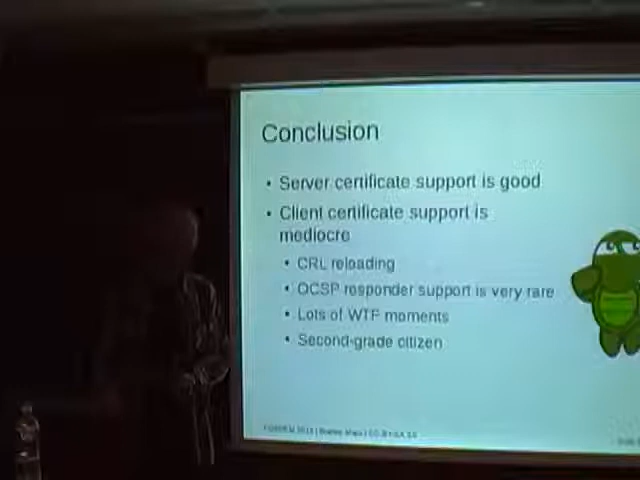 Conclusion
• Server certificate support is good
• Client certificate support is
mediocre
• CRL reloading
• OCSP responder support is very rare
• Lots of WTF moments
• Second-grade citizen